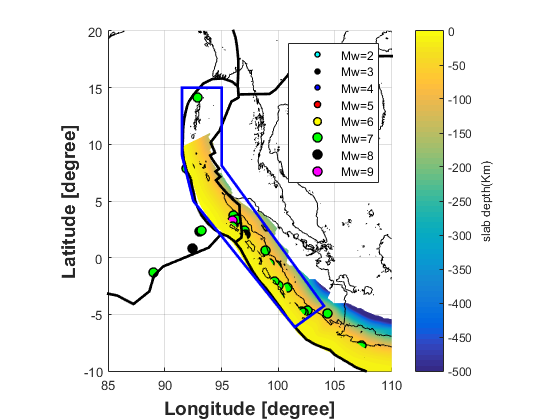 20
15
10
5
0
-5
-10
85
90
95
100
105
110
Latitude [degree]
Longitude [degree]
Mw=2
Mw=3
Mw=4
Mw=5
Mw=6
Mw=7
Mw=8
Mw=9
0
-50
-100
-150
-200
-250
-300
-350
-400
-450
-500
slab depth(Km)